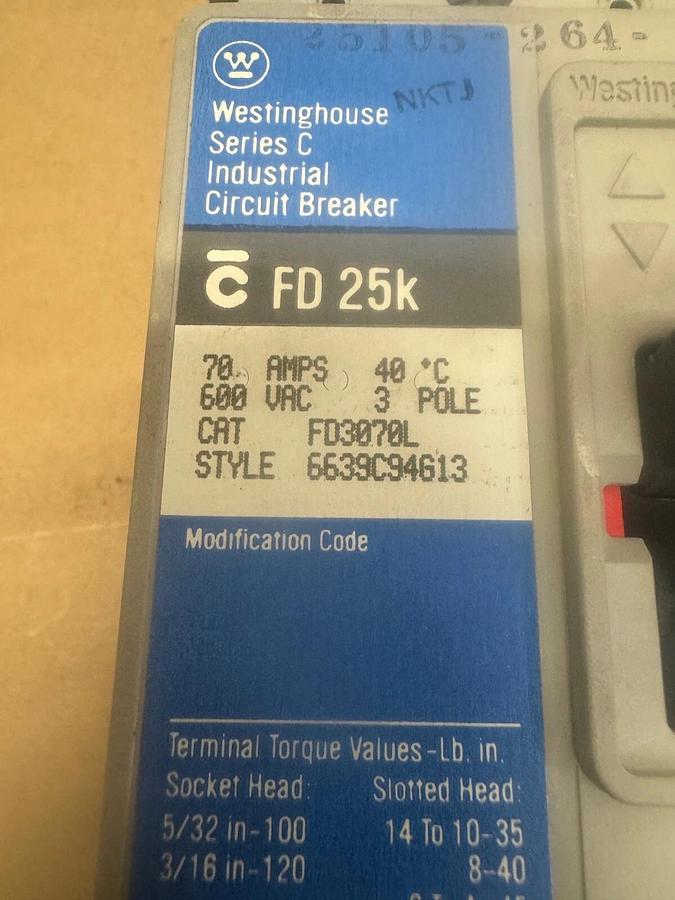 25105-264-
W
Westinghouse
Series C
Industrial
Circuit Breaker
NKTJ
Westing
C FD 25k
70 AMPS 40 °C
600 VAC 3 POLE
CAT FD3070L
STYLE 6639C94G13
Modification Code
Terminal Torque Values-Lb. in.
Socket Head: Slotted Head:
5/32 in-100 14 To 10-35
3/16 in-120 8-40